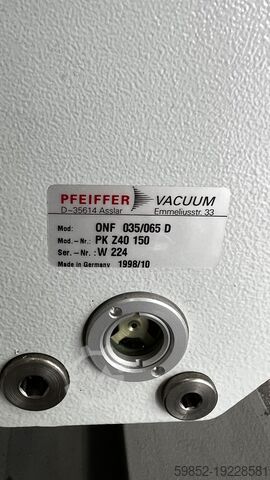 PFEIFFER VACUUM
D-35614 Asslar Emmeliusstr. 33
Mod: ONF 035/065 D
Mod.-Nr.: PK Z40 150
Ser.-Nr.: W 224
Made in Germany 1998/10
59852-19228581